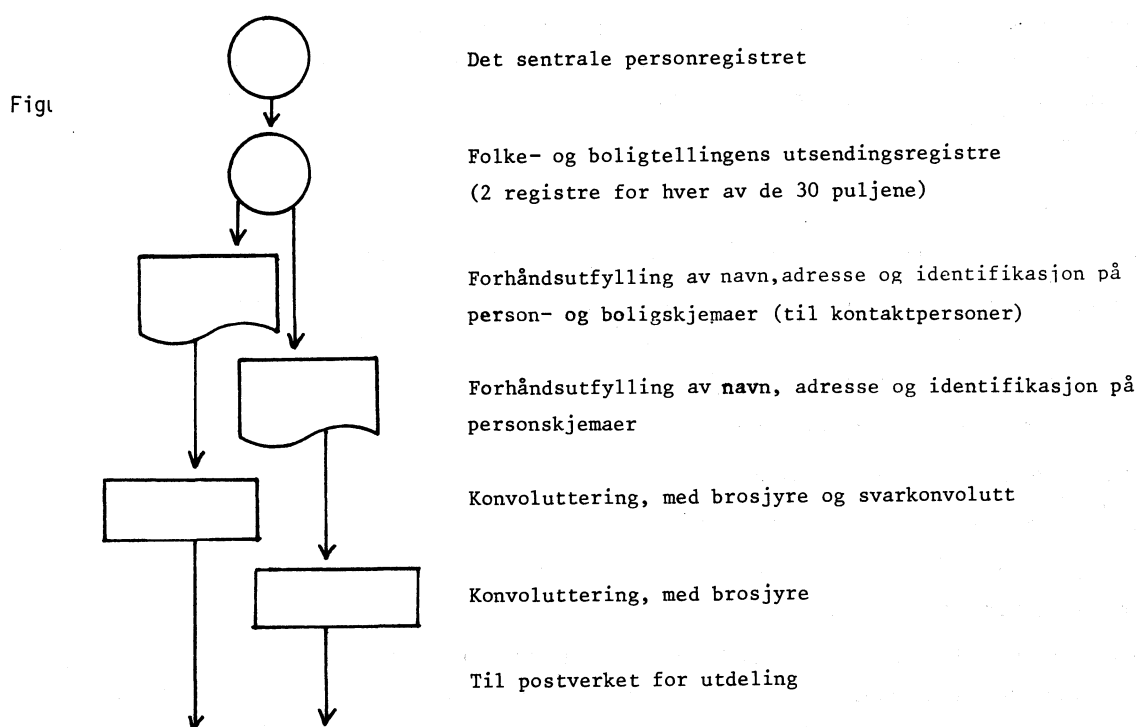 Det sentrale personregistret
Figu
Folke- og boligtellingens utsendingsregistre
(2 registre for hver av de 30 puljene)
Forhåndsutfylling av navn,adresse og identifikasjon på
person- og boligskjemaer (til kontaktpersoner)
Forhåndsutfylling av navn, adresse og identifikasjon på
personskjemaer
Konvoluttering, med brosjyre og svarkonvolutt
Konvoluttering, med brosjyre
Til postverket for utdeling